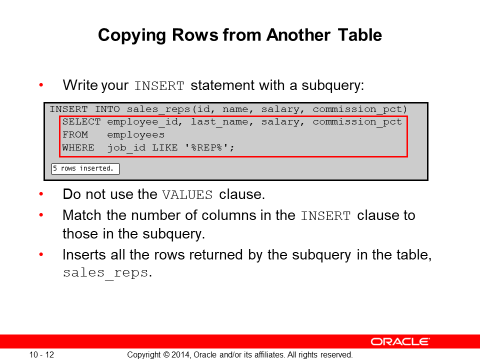 Copying Rows from Another Table
• Write your INSERT statement with a subquery:
INSERT INTO sales_reps(id, name, salary, commission_pct)
SELECT employee_id, last_name, salary, commission_pct
FROM employees
WHERE job_id LIKE '%REP%';
5 rows inserted.
• Do not use the VALUES clause.
• Match the number of columns in the INSERT clause to
those in the subquery.
• Inserts all the rows returned by the subquery in the table,
sales_reps.
ORACLE
10 - 12 Copyright © 2014, Oracle and/or its affiliates. All rights reserved.